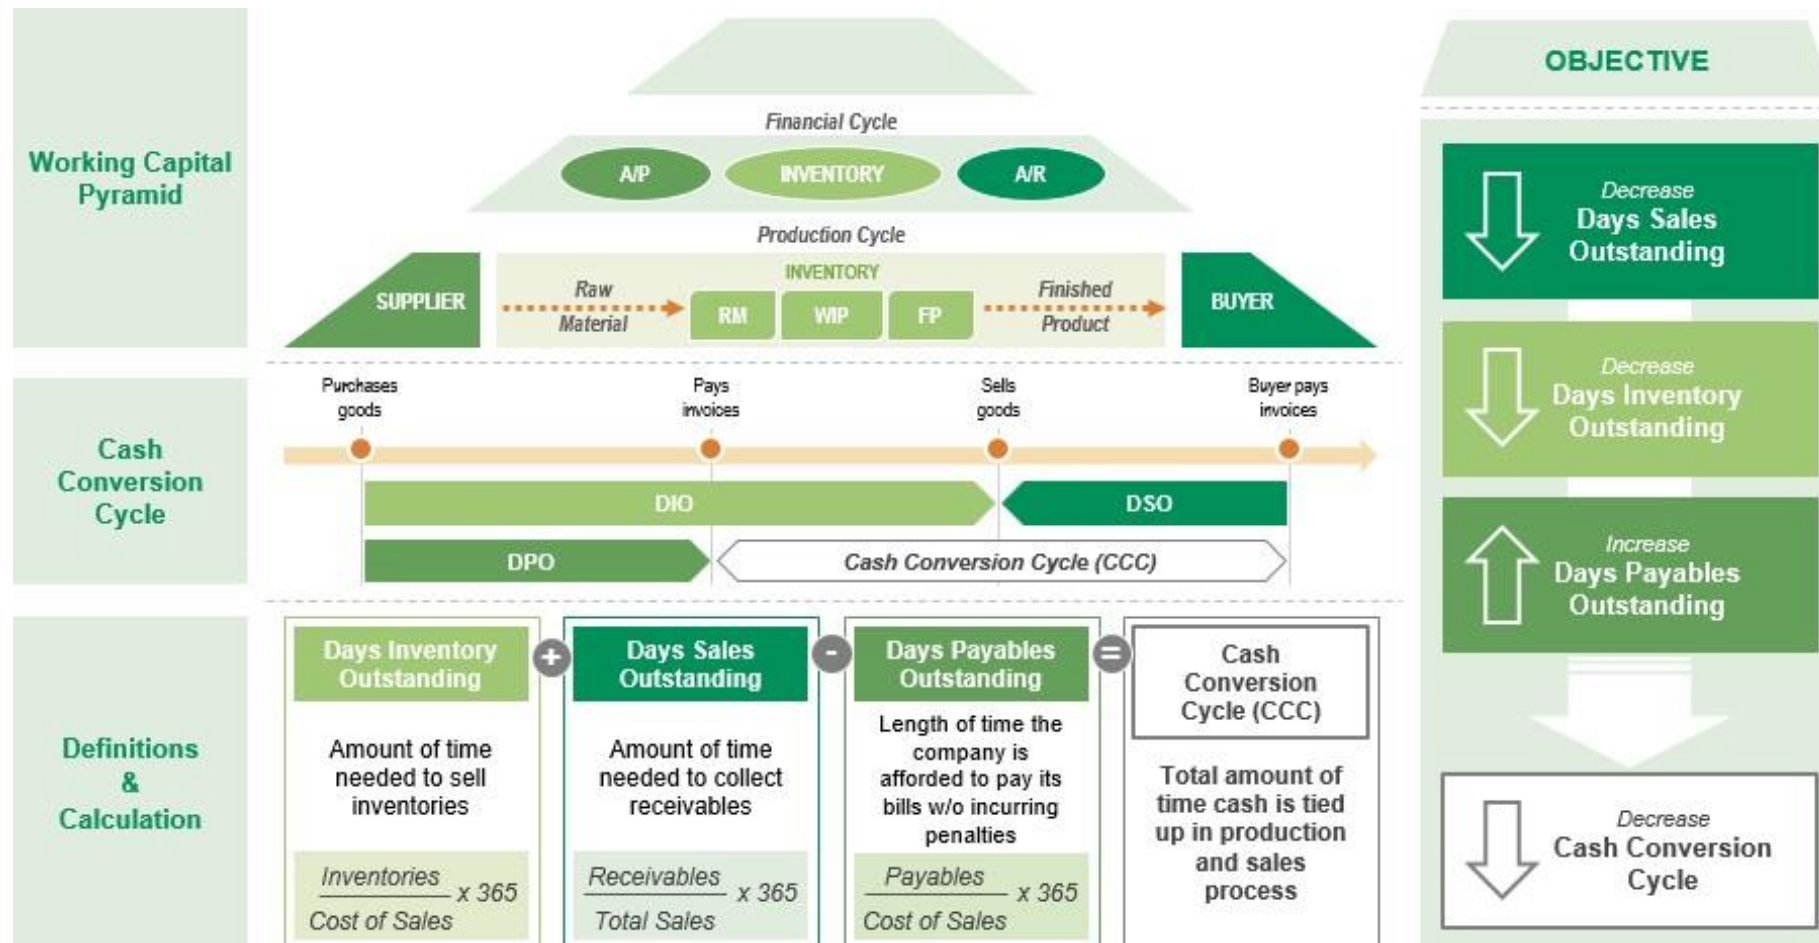 Working Capital
Pyramid
Financial Cycle
A/P
INVENTORY
A/R
Production Cycle
SUPPLIER
Raw
Material
INVENTORY
RM
WIP
FP
Finished
Product
BUYER
Cash
Conversion
Cycle
Purchases
goods
Pays
invoices
Sells
goods
Buyer pays
invoices
DIO
DSO
DPO
Cash Conversion Cycle (CCC)
Definitions
&
Calculation
Days Inventory
Outstanding
Amount of time
needed to sell
inventories
Inventories
Cost of Sales
x 365
+
Days Sales
Outstanding
Amount of time
needed to collect
receivables
Receivables
Total Sales
x 365
-
Days Payables
Outstanding
Length of time the
company is
afforded to pay its
bills w/o incurring
penalties
Payables
Cost of Sales
x 365
=
Cash
Conversion
Cycle (CCC)
Total amount of
time cash is tied
up in production
and sales
process
OBJECTIVE
Decrease
Days Sales
Outstanding
Decrease
Days Inventory
Outstanding
Increase
Days Payables
Outstanding
Decrease
Cash Conversion
Cycle